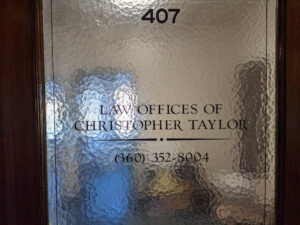 407
LAW OFFICES OF
CHRISTOPHER TAYLOR
(360) 352-8004